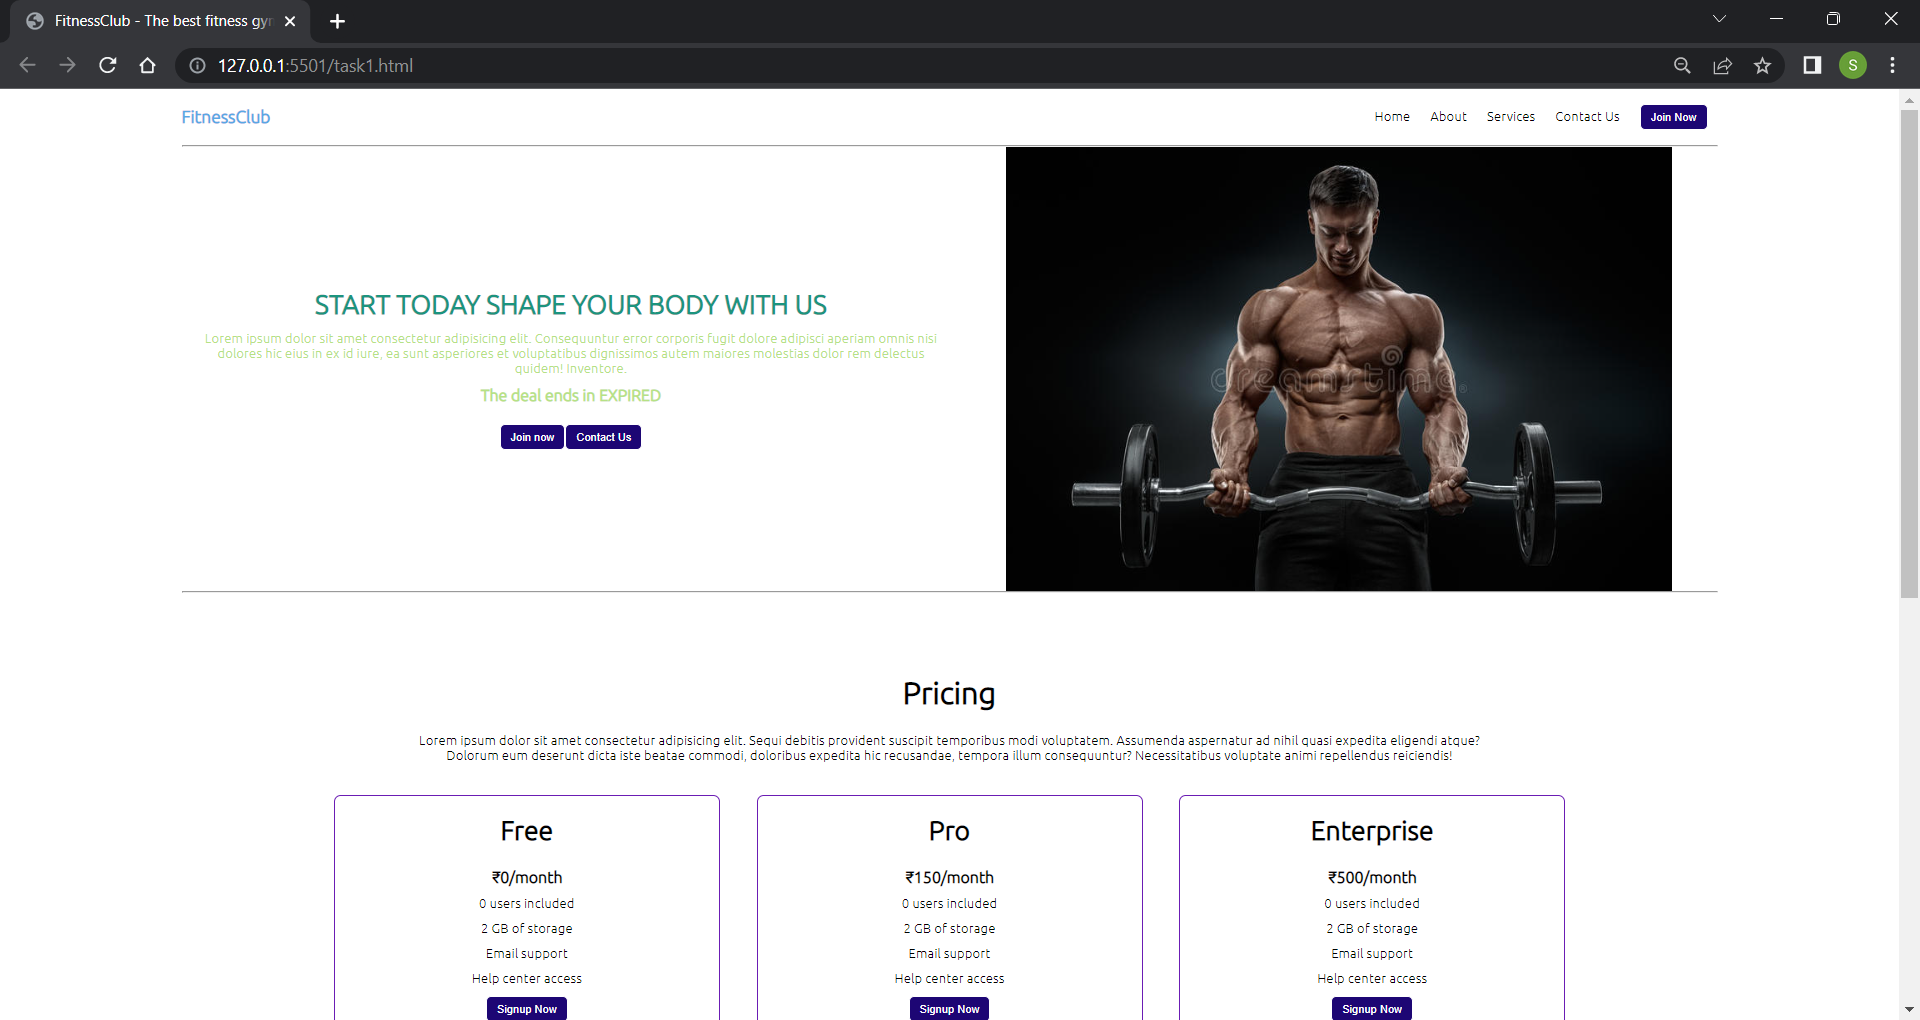 FitnessClub - The best fitness gym
127.0.0.1:5501/task1.html
S
FitnessClub
Home About Services Contact Us Join Now
START TODAY SHAPE YOUR BODY WITH US
Lorem ipsum dolor sit amet consectetur adipisicing elit. Consequuntur error corporis fugit dolore adipisci aperiam omnis nisi
dolores hic eius in ex id iure, ea sunt asperiores et voluptatibus dignissimos autem maiores molestias dolor rem delectus
quidem! Inventore.
The deal ends in EXPIRED
Join now Contact Us
dreamstime®
Pricing
Lorem ipsum dolor sit amet consectetur adipisicing elit. Sequi debitis provident suscipit temporibus modi voluptatem. Assumenda aspernatur ad nihil quasi expedita eligendi atque?
Dolorum eum deserunt dicta iste beatae commodi, doloribus expedita hic recusandae, tempora illum consequuntur? Necessitatibus voluptate animi repellendus reiciendis!
Free
₹0/month
0 users included
2 GB of storage
Email support
Help center access
Signup Now
Pro
₹150/month
0 users included
2 GB of storage
Email support
Help center access
Signup Now
Enterprise
₹500/month
0 users included
2 GB of storage
Email support
Help center access
Signup Now